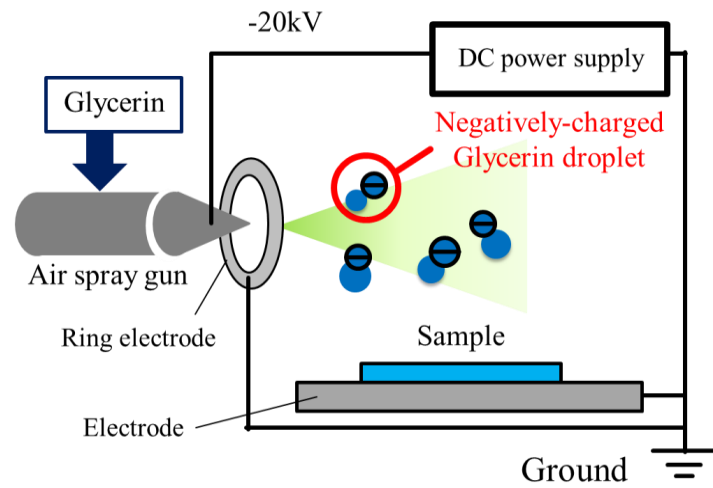 -20kV
DC power supply
Glycerin
Negatively-charged
Glycerin droplet
Air spray gun
Ring electrode
Sample
Electrode
Ground